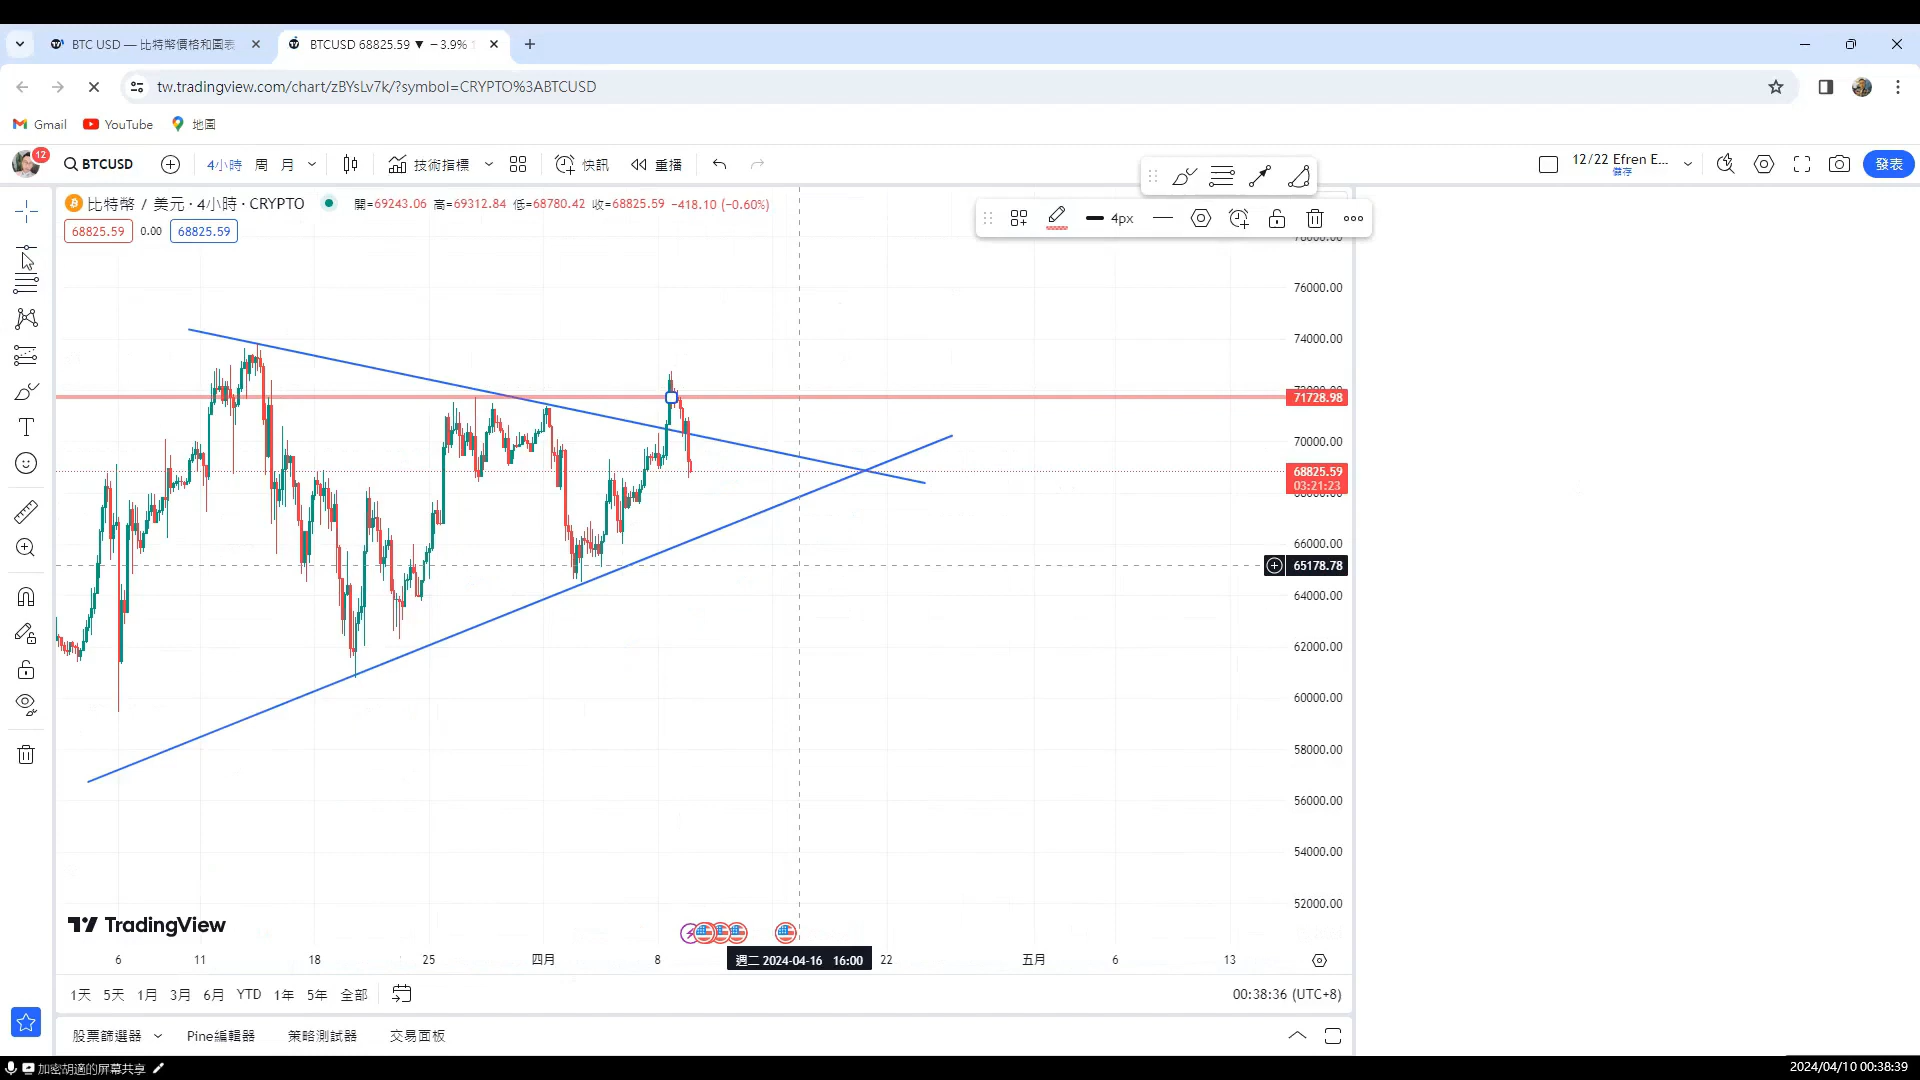 BTC USD — 比特幣價格和圖表
BTCUSD 68825.59 ▼ −3.9%
tw.tradingview.com/chart/zBYsLv7k/?symbol=CRYPTO%3ABTCUSD
Gmail YouTube 地圖
12
BTCUSD 4小時 周 月 技術指標 快訊 重播
12/22 Efren E...
儲存
發表
比特幣 / 美元 · 4小時 · CRYPTO 開=69243.06 高=69312.84 低=68780.42 收=68825.59 −418.10 (−0.60%)
68825.59 0.00 68825.59
4px
78000.00
76000.00
74000.00
72000.00
71728.98
70000.00
68825.59
03:21:23
68000.00
66000.00
65178.78
64000.00
62000.00
60000.00
58000.00
56000.00
54000.00
52000.00
TradingView
6 11 18 25 四月 8 週二 2024-04-16 16:00 22 五月 6 13
1天 5天 1月 3月 6月 YTD 1年 5年 全部
00:38:36 (UTC+8)
股票篩選器 Pine編輯器 策略測試器 交易面板
加密胡適的屏幕共享
2024/04/10 00:38:39